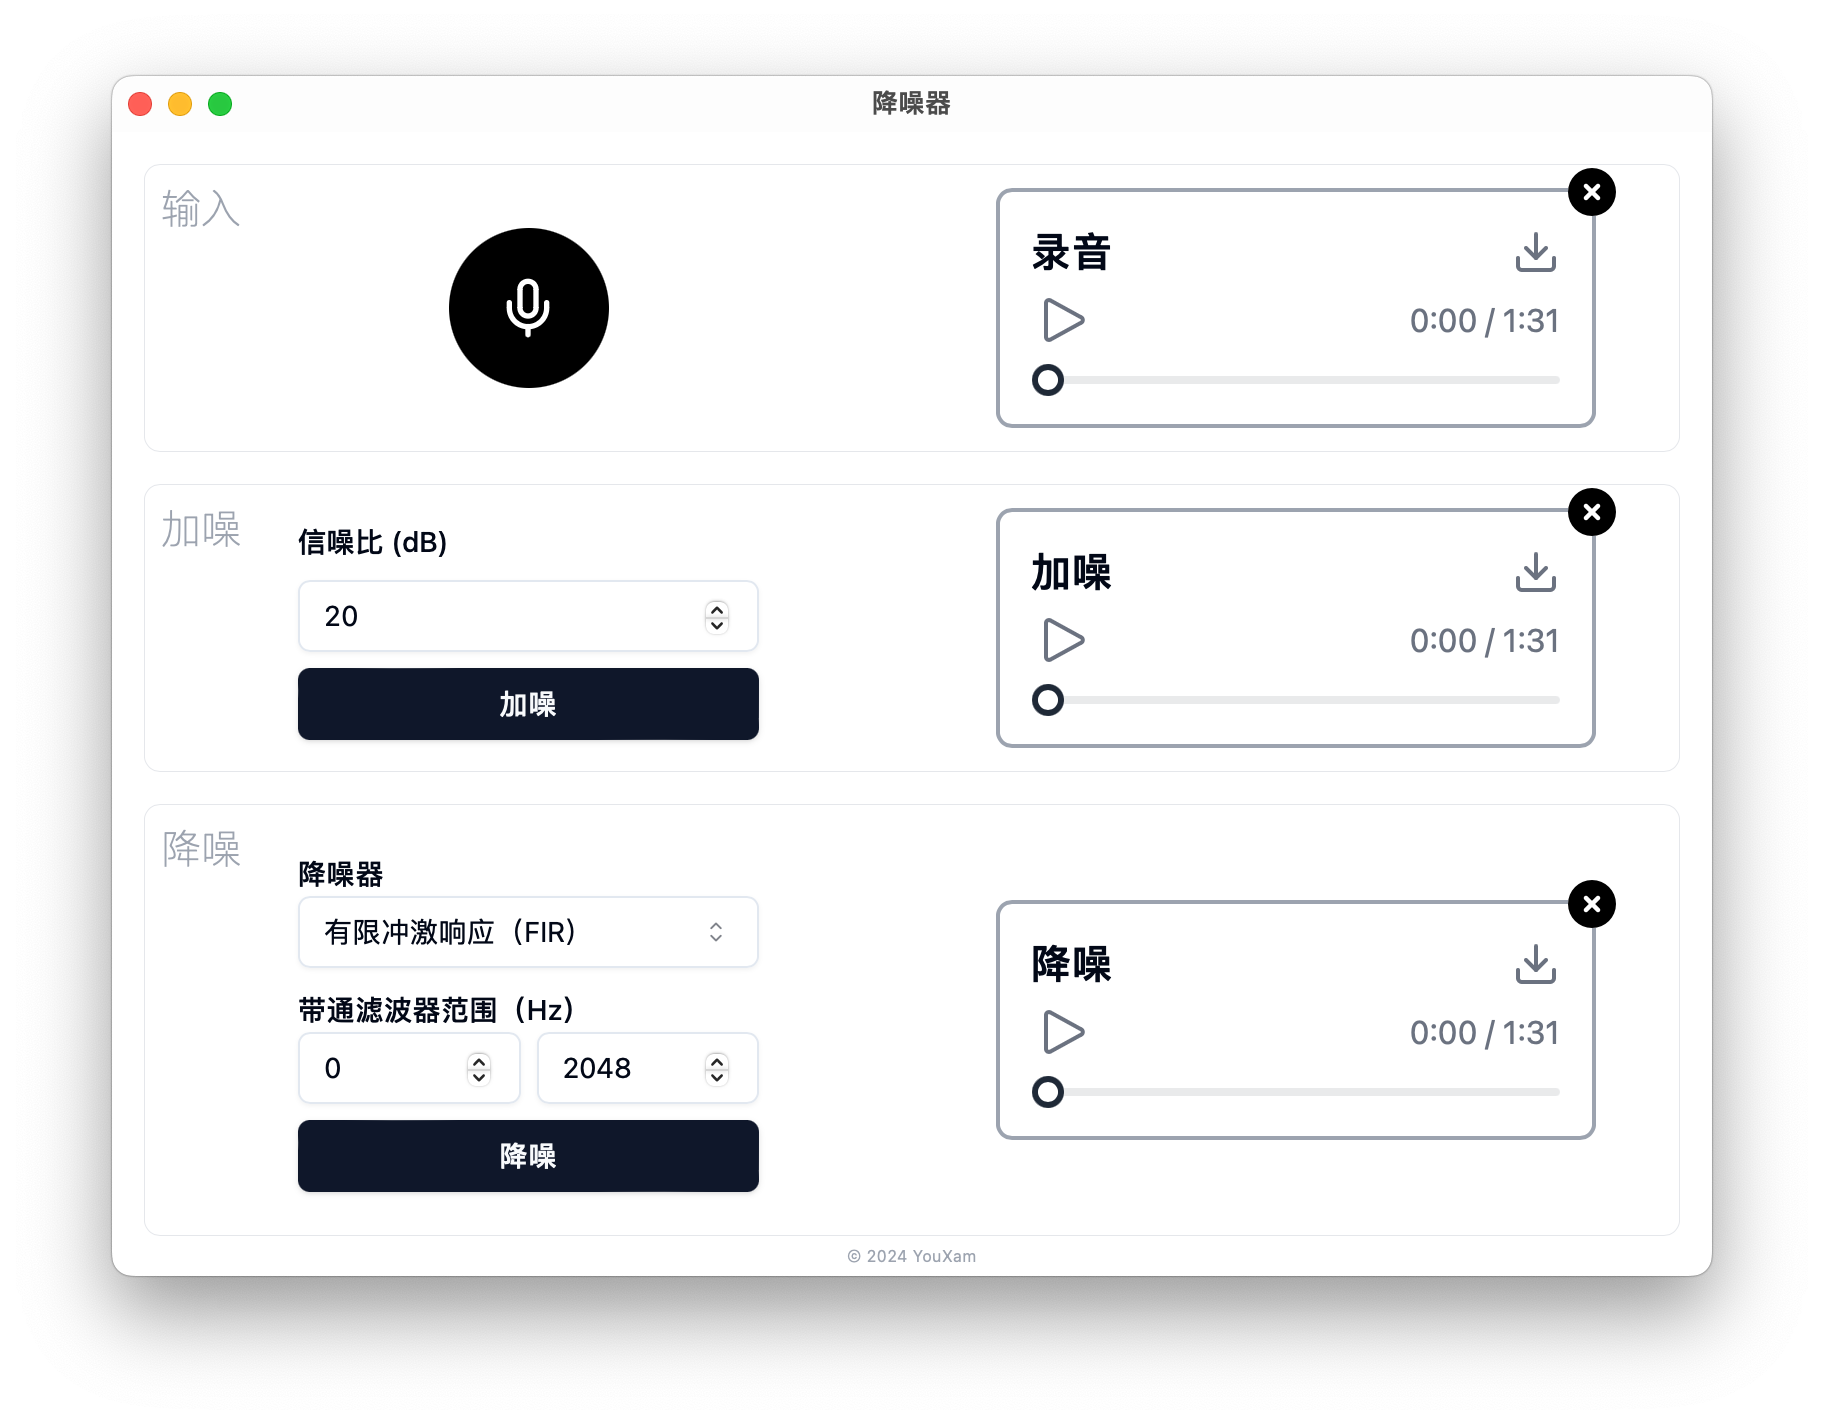 降噪器
输入
录音
0:00 / 1:31
加噪
信噪比 (dB)
20
加噪
加噪
0:00 / 1:31
降噪
降噪器
有限冲激响应（FIR）
带通滤波器范围（Hz）
0
2048
降噪
降噪
0:00 / 1:31
© 2024 YouXam